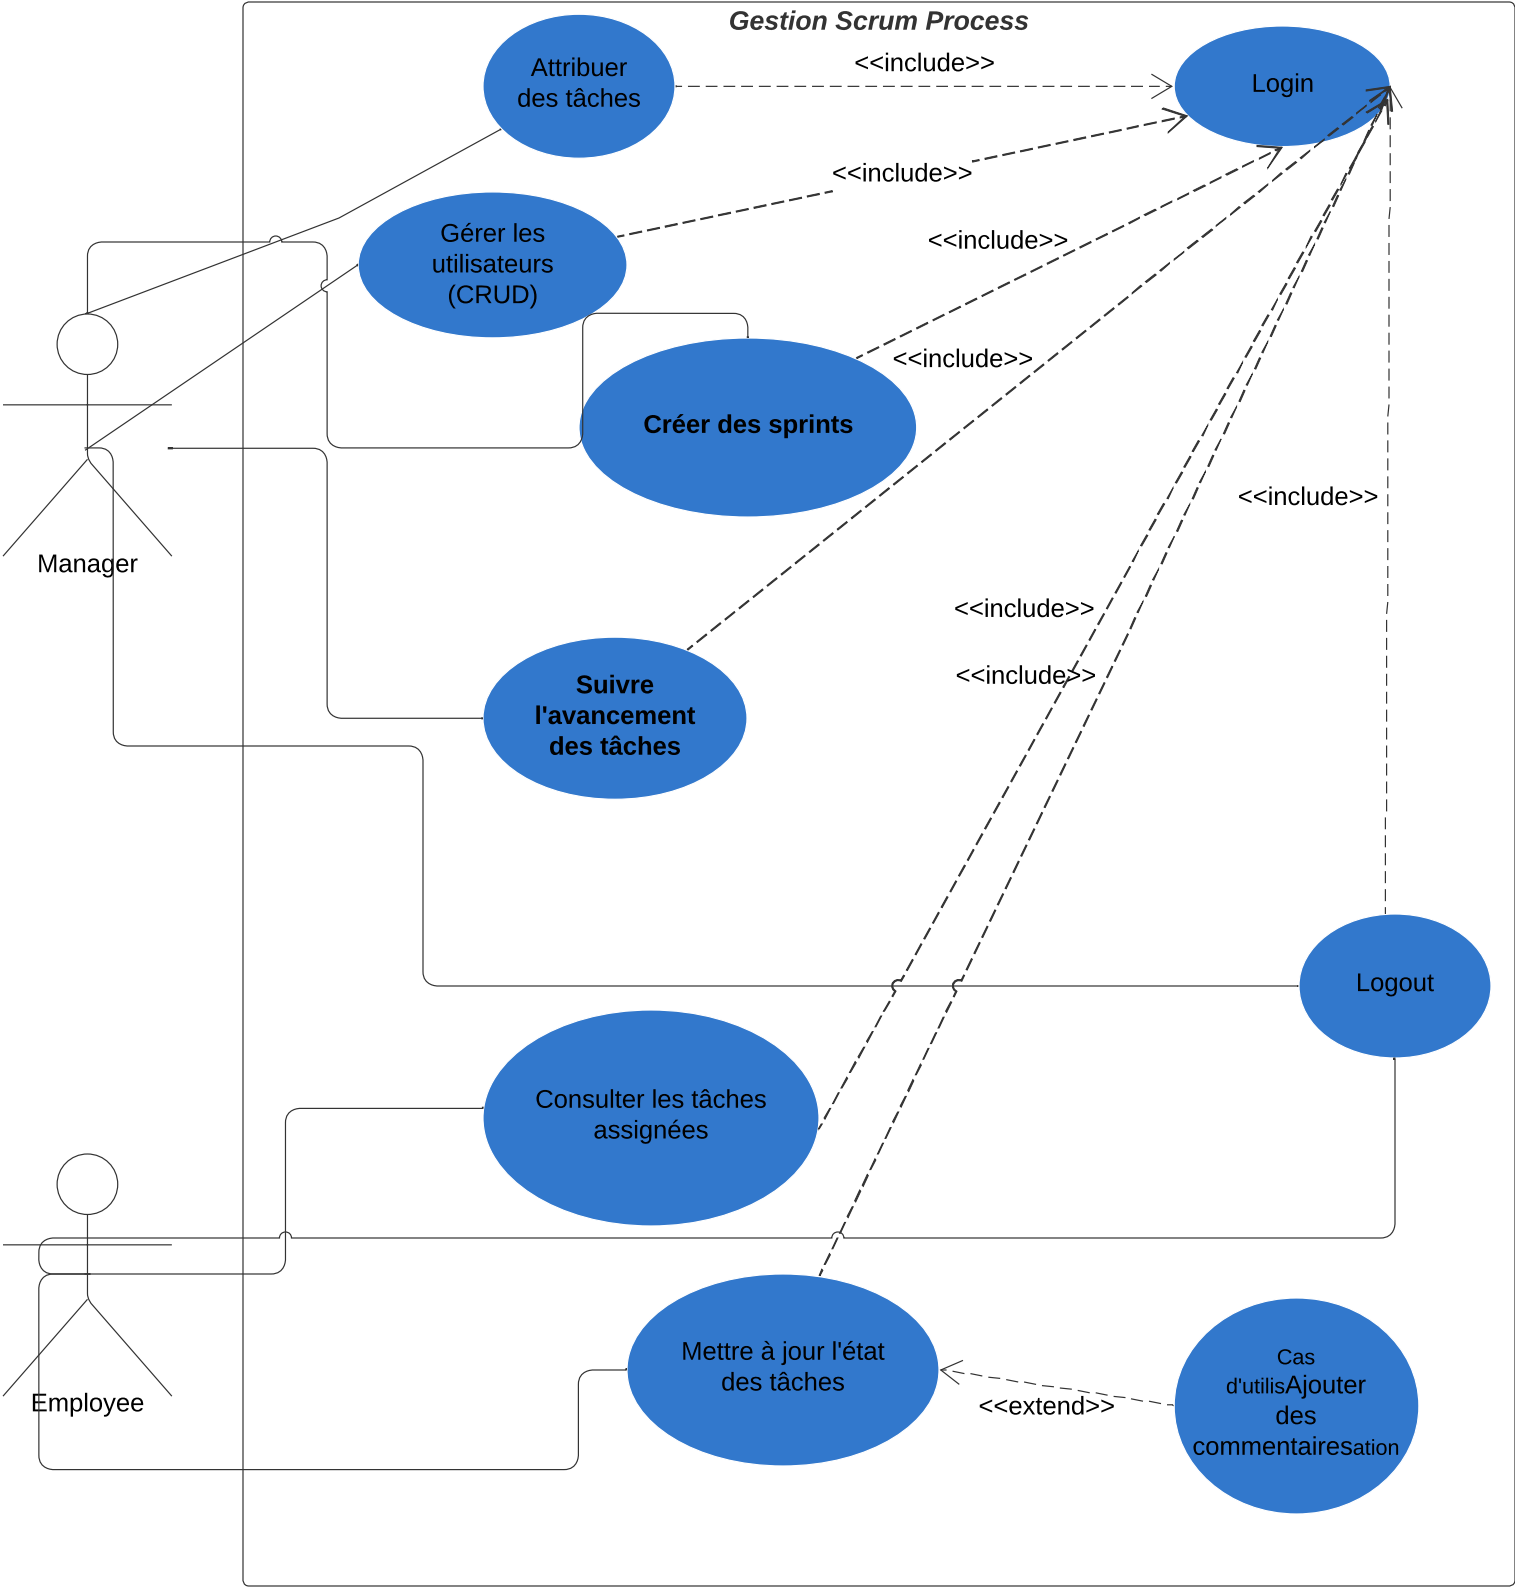 Gestion Scrum Process
Attribuer
des tâches
<<include>>
Login
<<include>>
Gérer les
utilisateurs
(CRUD)
<<include>>
<<include>>
Créer des sprints
<<include>>
Manager
<<include>>
<<include>>
Suivre
l'avancement
des tâches
Logout
Consulter les tâches
assignées
Mettre à jour l'état
des tâches
Cas
d'utilisAjouter
des
commentairesation
<<extend>>
Employee